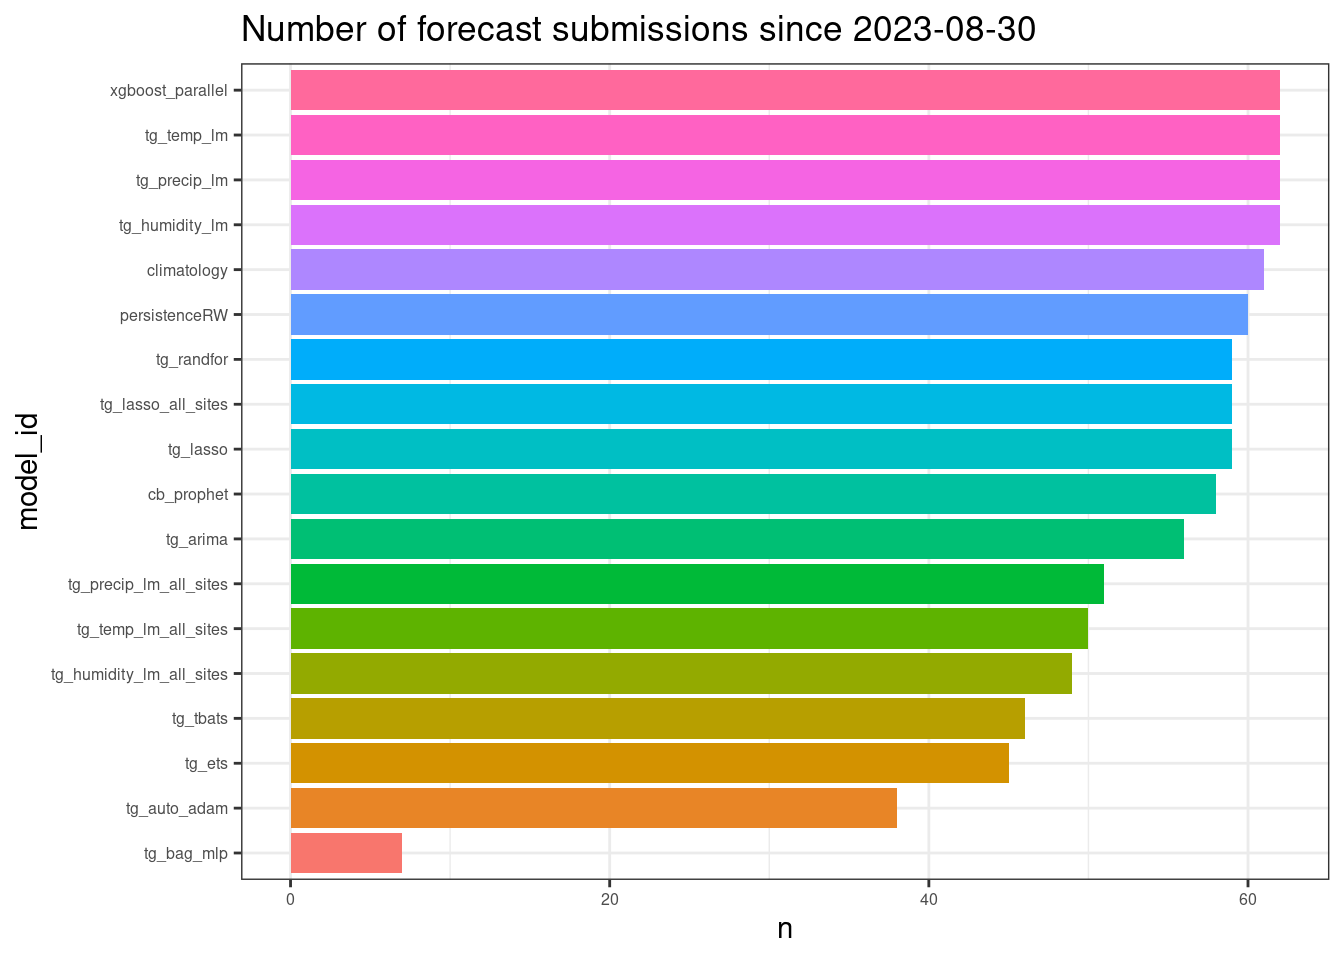 Number of forecast submissions since 2023-08-30
xgboost_parallel
tg_temp_lm
tg_precip_lm
tg_humidity_lm
climatology
persistenceRW
tg_randfor
tg_lasso_all_sites
tg_lasso
cb_prophet
tg_arima
tg_precip_lm_all_sites
tg_temp_lm_all_sites
tg_humidity_lm_all_sites
tg_tbats
tg_ets
tg_auto_adam
tg_bag_mlp
model_id
0 20 40 60
n